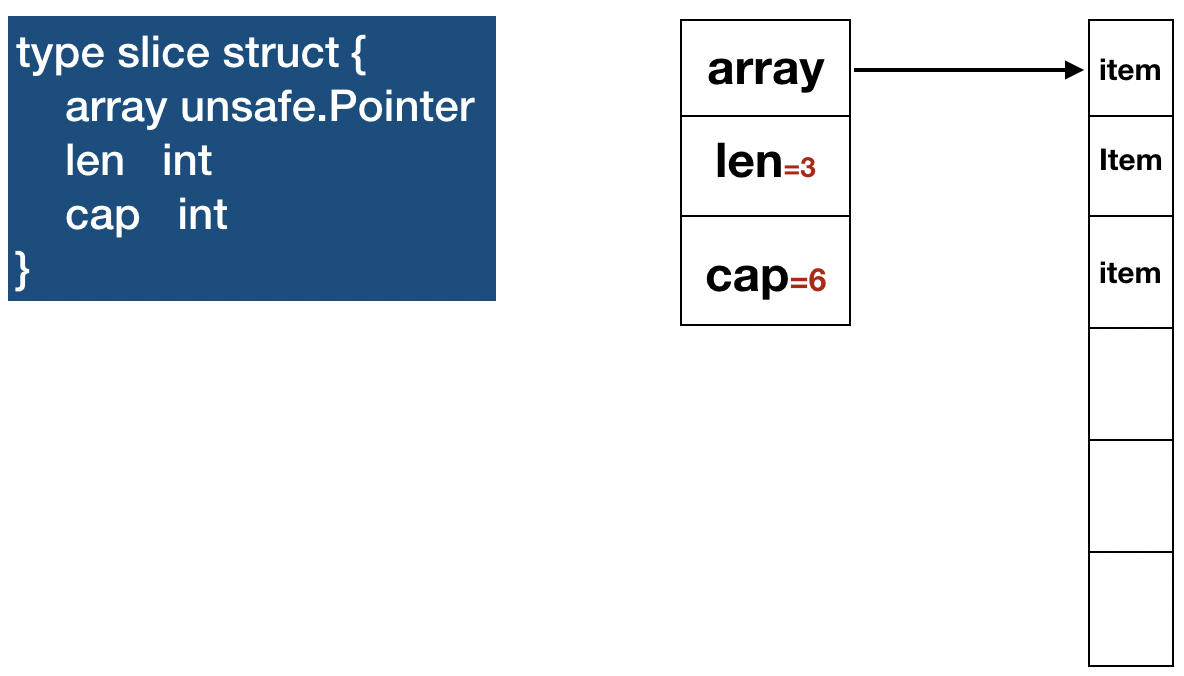 type slice struct {
array unsafe.Pointer
len int
cap int
}
array
len=3
cap=6
item
Item
item